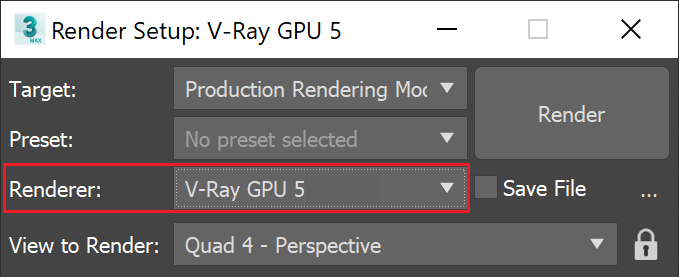 3 MAX Render Setup: V-Ray GPU 5
Target: Production Rendering Mod
Render
Preset: No preset selected
Renderer: V-Ray GPU 5 Save File ...
View to Render: Quad 4 - Perspective